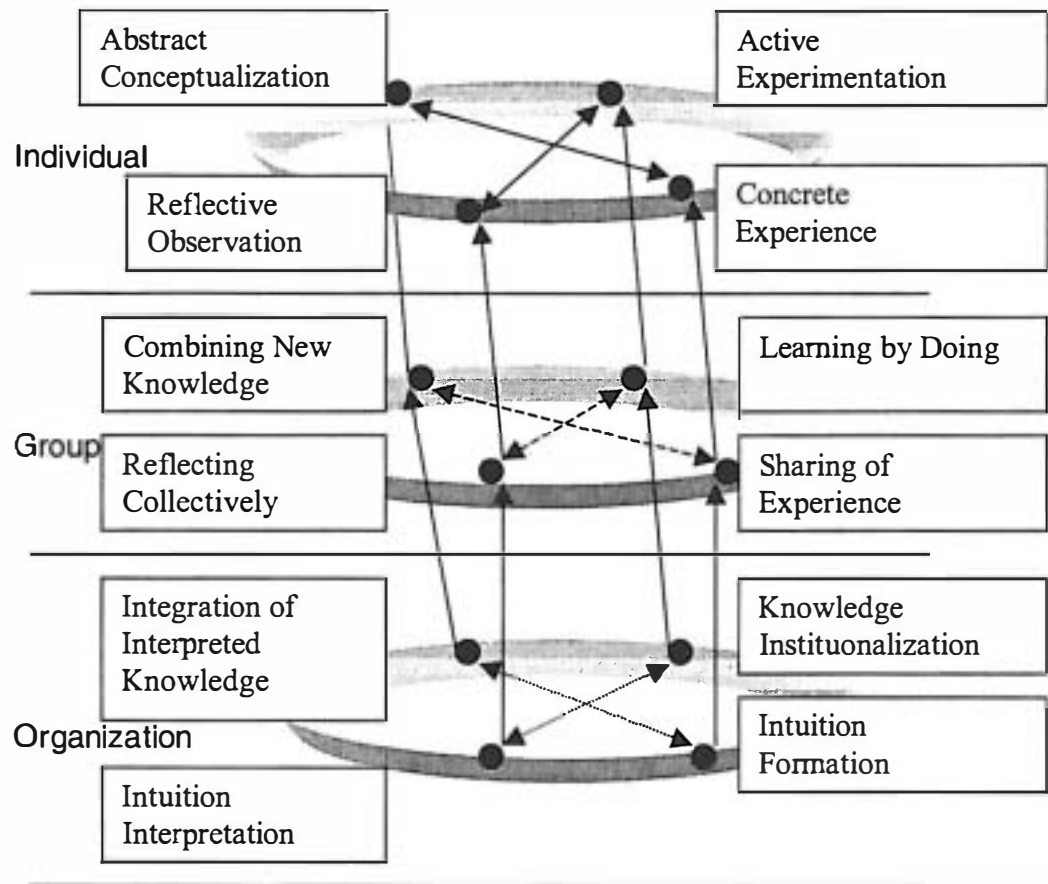 Abstract
Conceptualization
Active
Experimentation
Individual
Reflective
Observation
Concrete
Experience
Combining New
Knowledge
Learning by Doing
Group
Reflecting
Collectively
Sharing of
Experience
Integration of
Interpreted
Knowledge
Knowledge
Instituonalization
Organization
Intuition
Interpretation
Intuition
Formation